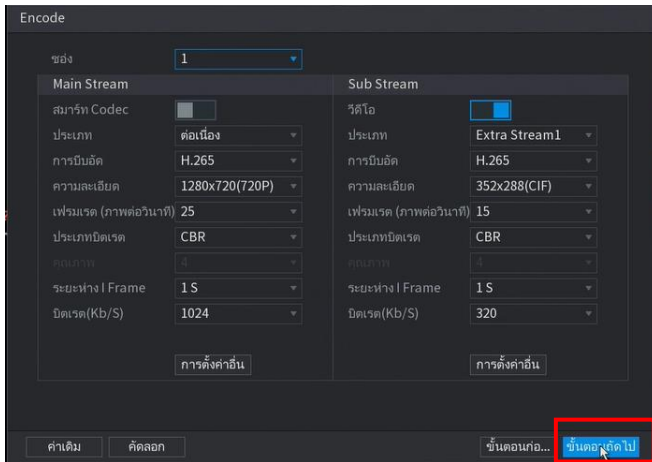 Encode
ช่อง 1
Main Stream Sub Stream
สมาร์ท Codec วีดีโอ
ประเภท ต่อเนื่อง ประเภท Extra Stream1
การบีบอัด H.265 การบีบอัด H.265
ความละเอียด 1280x720(720P) ความละเอียด 352x288(CIF)
เฟรมเรต (ภาพต่อวินาที) 25 เฟรมเรต (ภาพต่อวินาที) 15
ประเภทบิตเรต CBR ประเภทบิตเรต CBR
คุณภาพ 4 คุณภาพ 4
ระยะห่าง I Frame 1 S ระยะห่าง I Frame 1 S
บิตเรต(Kb/S) 1024 บิตเรต(Kb/S) 320
การตั้งค่าอื่น การตั้งค่าอื่น
ค่าเดิม คัดลอก ขั้นตอนก่อ... ขั้นตอนถัดไป